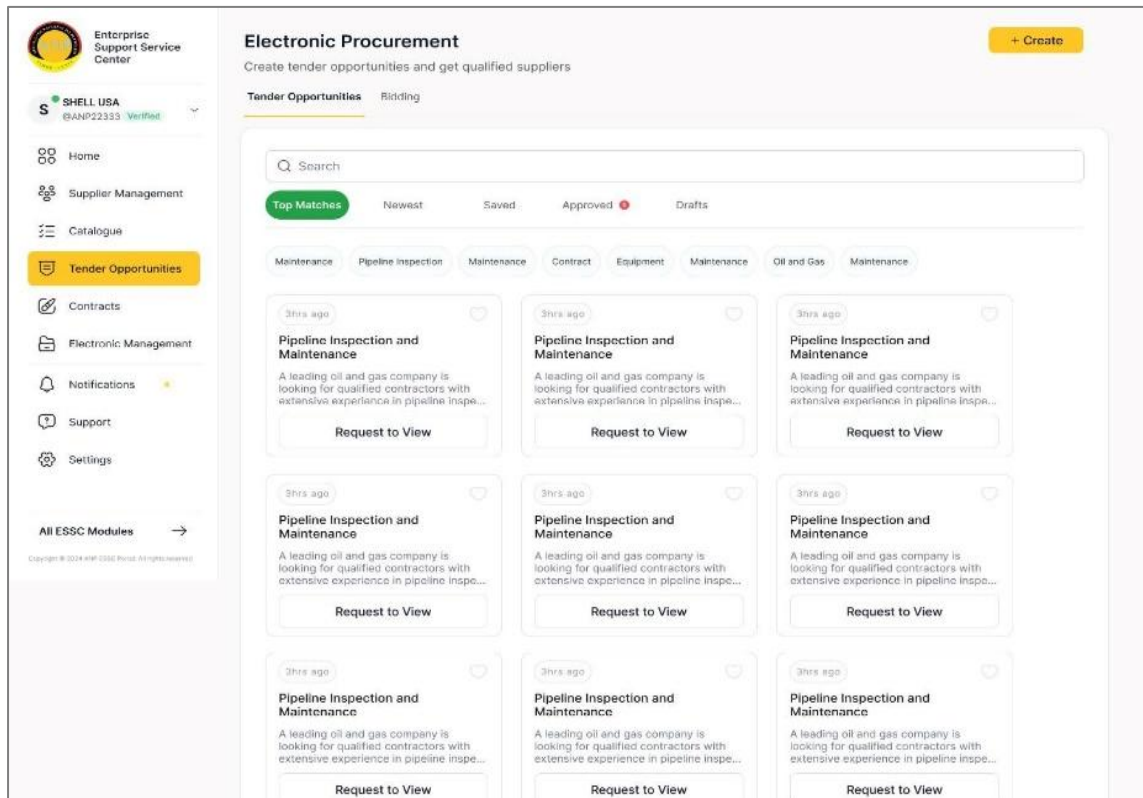 Enterprise
Support Service
Center
S
SHELL USA
@ANP22333 Verified
Home
Supplier Management
Catalogue
Tender Opportunities
Contracts
Electronic Management
Notifications
Support
Settings
All ESSC Modules
Copyright © 2024 ANP ESSC Portal. All rights reserved
Electronic Procurement
+ Create
Create tender opportunities and get qualified suppliers
Tender Opportunities Bidding
Search
Top Matches Newest Saved Approved Drafts
Maintenance Pipeline Inspection Maintenance Contract Equipment Maintenance Oil and Gas Maintenance
3hrs ago
Pipeline Inspection and
Maintenance
A leading oil and gas company is
looking for qualified contractors with
extensive experience in pipeline inspe...
Request to View
3hrs ago
Pipeline Inspection and
Maintenance
A leading oil and gas company is
looking for qualified contractors with
extensive experience in pipeline inspe...
Request to View
3hrs ago
Pipeline Inspection and
Maintenance
A leading oil and gas company is
looking for qualified contractors with
extensive experience in pipeline inspe...
Request to View
3hrs ago
Pipeline Inspection and
Maintenance
A leading oil and gas company is
looking for qualified contractors with
extensive experience in pipeline inspe...
Request to View
3hrs ago
Pipeline Inspection and
Maintenance
A leading oil and gas company is
looking for qualified contractors with
extensive experience in pipeline inspe...
Request to View
3hrs ago
Pipeline Inspection and
Maintenance
A leading oil and gas company is
looking for qualified contractors with
extensive experience in pipeline inspe...
Request to View
3hrs ago
Pipeline Inspection and
Maintenance
A leading oil and gas company is
looking for qualified contractors with
extensive experience in pipeline inspe...
Request to View
3hrs ago
Pipeline Inspection and
Maintenance
A leading oil and gas company is
looking for qualified contractors with
extensive experience in pipeline inspe...
Request to View
3hrs ago
Pipeline Inspection and
Maintenance
A leading oil and gas company is
looking for qualified contractors with
extensive experience in pipeline inspe...
Request to View